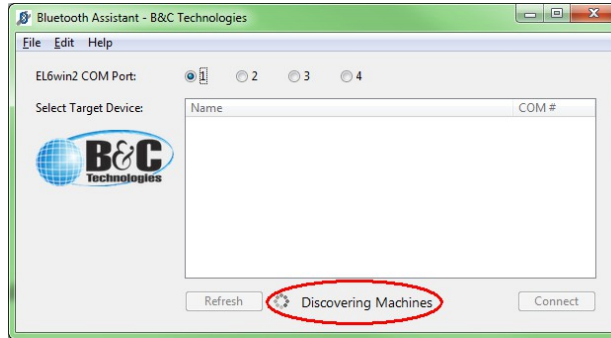 Bluetooth Assistant - B&C Technologies
File Edit Help
EL6win2 COM Port: 1 2 3 4
Select Target Device: Name COM #
B&C
Technologies
Refresh Discovering Machines Connect